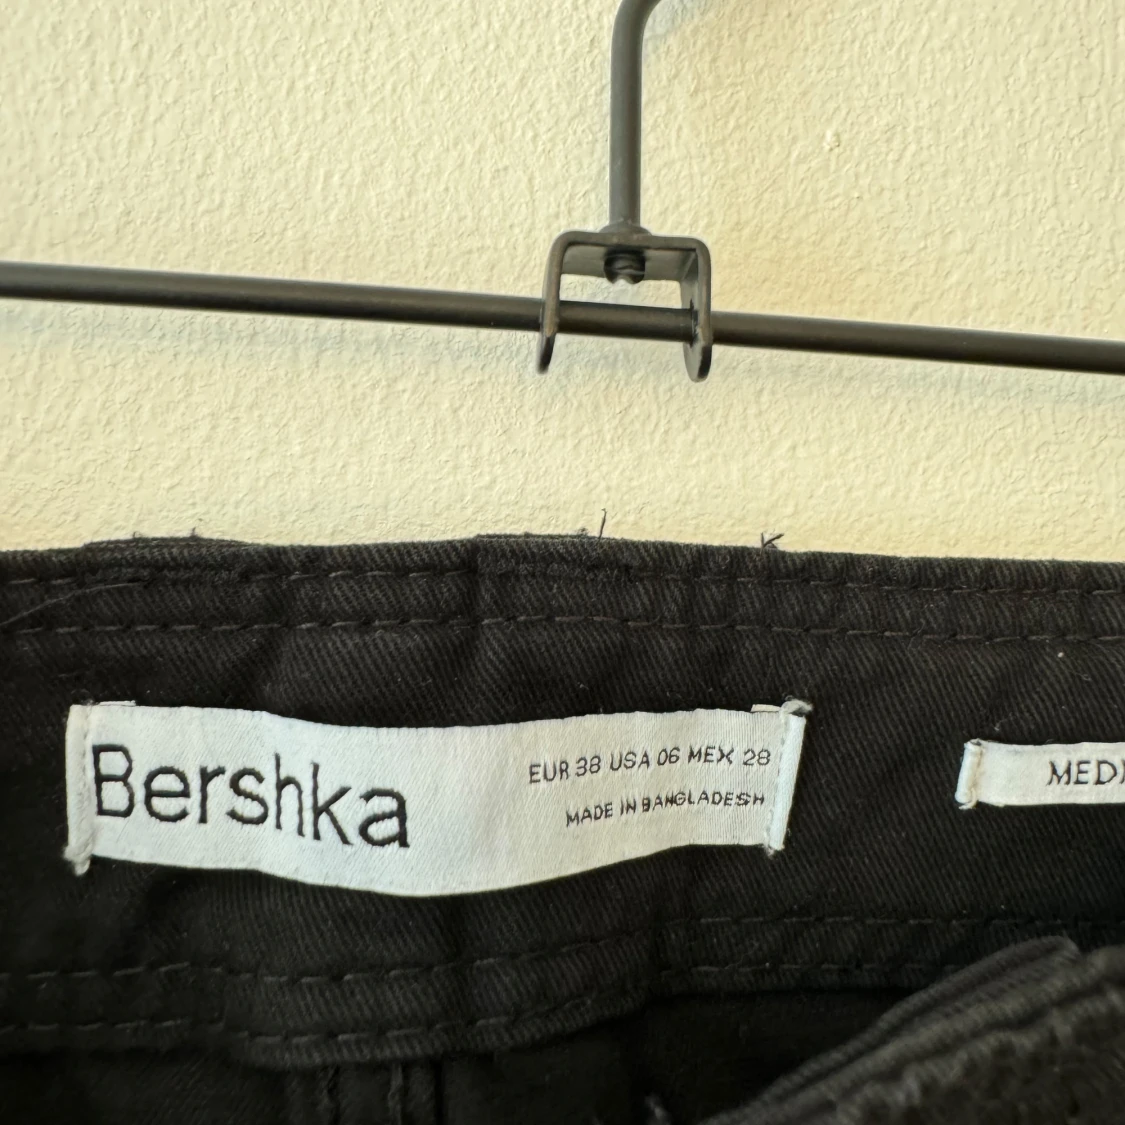 Bershka
EUR 38 USA 06 MEX 28
MADE IN BANGLADESH